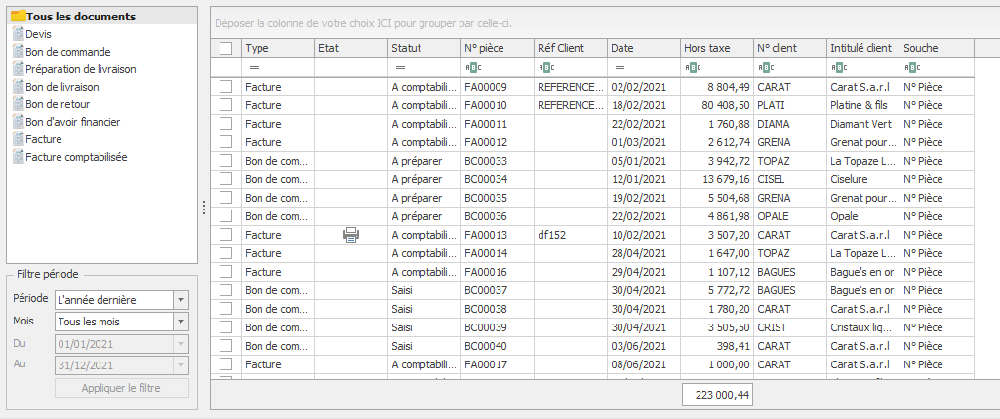 Tous les documents
Devis
Bon de commande
Préparation de livraison
Bon de livraison
Bon de retour
Bon d'avoir financier
Facture
Facture comptabilisée
Filtre période
Période L'année dernière
Mois Tous les mois
Du 01/01/2021
Au 31/12/2021
Appliquer le filtre
Déposer la colonne de votre choix ICI pour grouper par celle-ci.
Type Etat Statut N° pièce Réf Client Date Hors taxe N° client Intitulé client Souche
= = ABC ABC = ABC ABC ABC ABC
Facture A comptabili... FA00009 REFERENCE... 02/02/2021 8 804,49 CARAT Carat S.a.r.l N° Pièce
Facture A comptabili... FA00010 REFERENCE... 18/02/2021 80 408,50 PLATI Platine & fils N° Pièce
Facture A comptabili... FA00011 22/02/2021 1 760,88 DIAMA Diamant Vert N° Pièce
Facture A comptabili... FA00012 01/03/2021 2 612,74 GRENA Grenat pour... N° Pièce
Bon de com... A préparer BC00033 05/01/2021 3 942,72 TOPAZ La Topaze L... N° Pièce
Bon de com... A préparer BC00034 12/01/2021 13 679,16 CISEL Ciselure N° Pièce
Bon de com... A préparer BC00035 19/02/2021 5 504,68 GRENA Grenat pour... N° Pièce
Bon de com... A préparer BC00036 22/02/2021 4 861,98 OPALE Opale N° Pièce
Facture A comptabili... FA00013 df152 10/02/2021 3 507,20 CARAT Carat S.a.r.l N° Pièce
Facture A comptabili... FA00014 28/04/2021 1 647,00 TOPAZ La Topaze L... N° Pièce
Facture A comptabili... FA00016 29/04/2021 1 107,12 BAGUES Bague's en or N° Pièce
Bon de com... Saisi BC00037 30/04/2021 5 772,72 BAGUES Bague's en or N° Pièce
Bon de com... Saisi BC00038 30/04/2021 1 780,20 CARAT Carat S.a.r.l N° Pièce
Bon de com... Saisi BC00039 30/04/2021 3 505,50 CRIST Cristaux liq... N° Pièce
Bon de com... Saisi BC00040 03/06/2021 398,41 CARAT Carat S.a.r.l N° Pièce
Facture A comptabili... FA00017 08/06/2021 1 000,00 CARAT Carat S.a.r.l N° Pièce
223 000,44